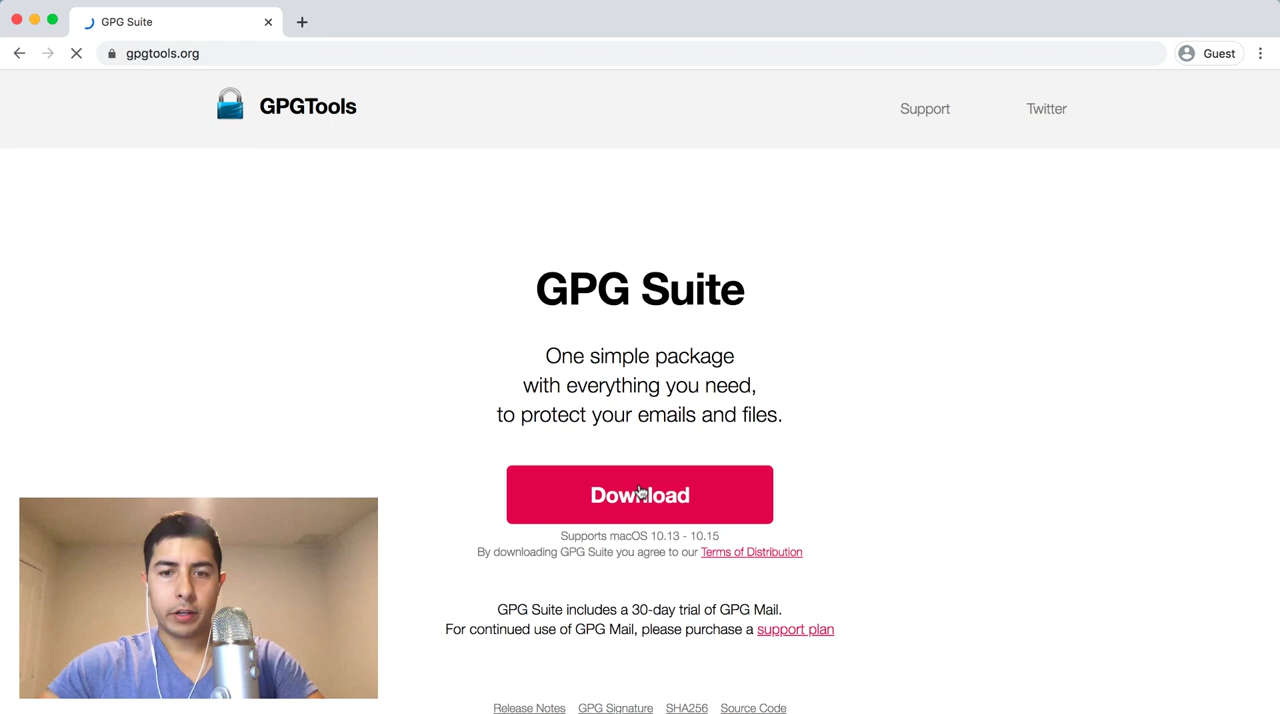 GPG Suite
gpgtools.org
Guest
GPGTools
Support
Twitter
GPG Suite
One simple package
with everything you need,
to protect your emails and files.
Download
Supports macOS 10.13 - 10.15
By downloading GPG Suite you agree to our Terms of Distribution
GPG Suite includes a 30-day trial of GPG Mail.
For continued use of GPG Mail, please purchase a support plan
Release Notes GPG Signature SHA256 Source Code